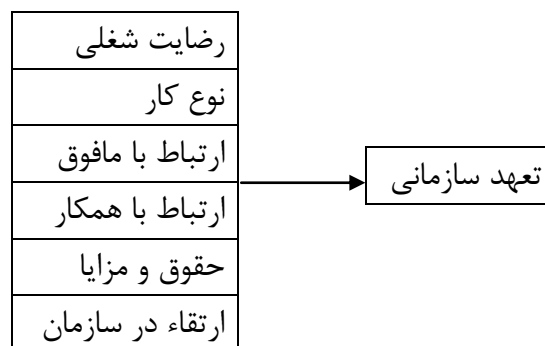 رضایت شغلی
نوع کار
ارتباط با مافوق
ارتباط با همکار
حقوق و مزایا
ارتقاء در سازمان
تعهد سازمانی